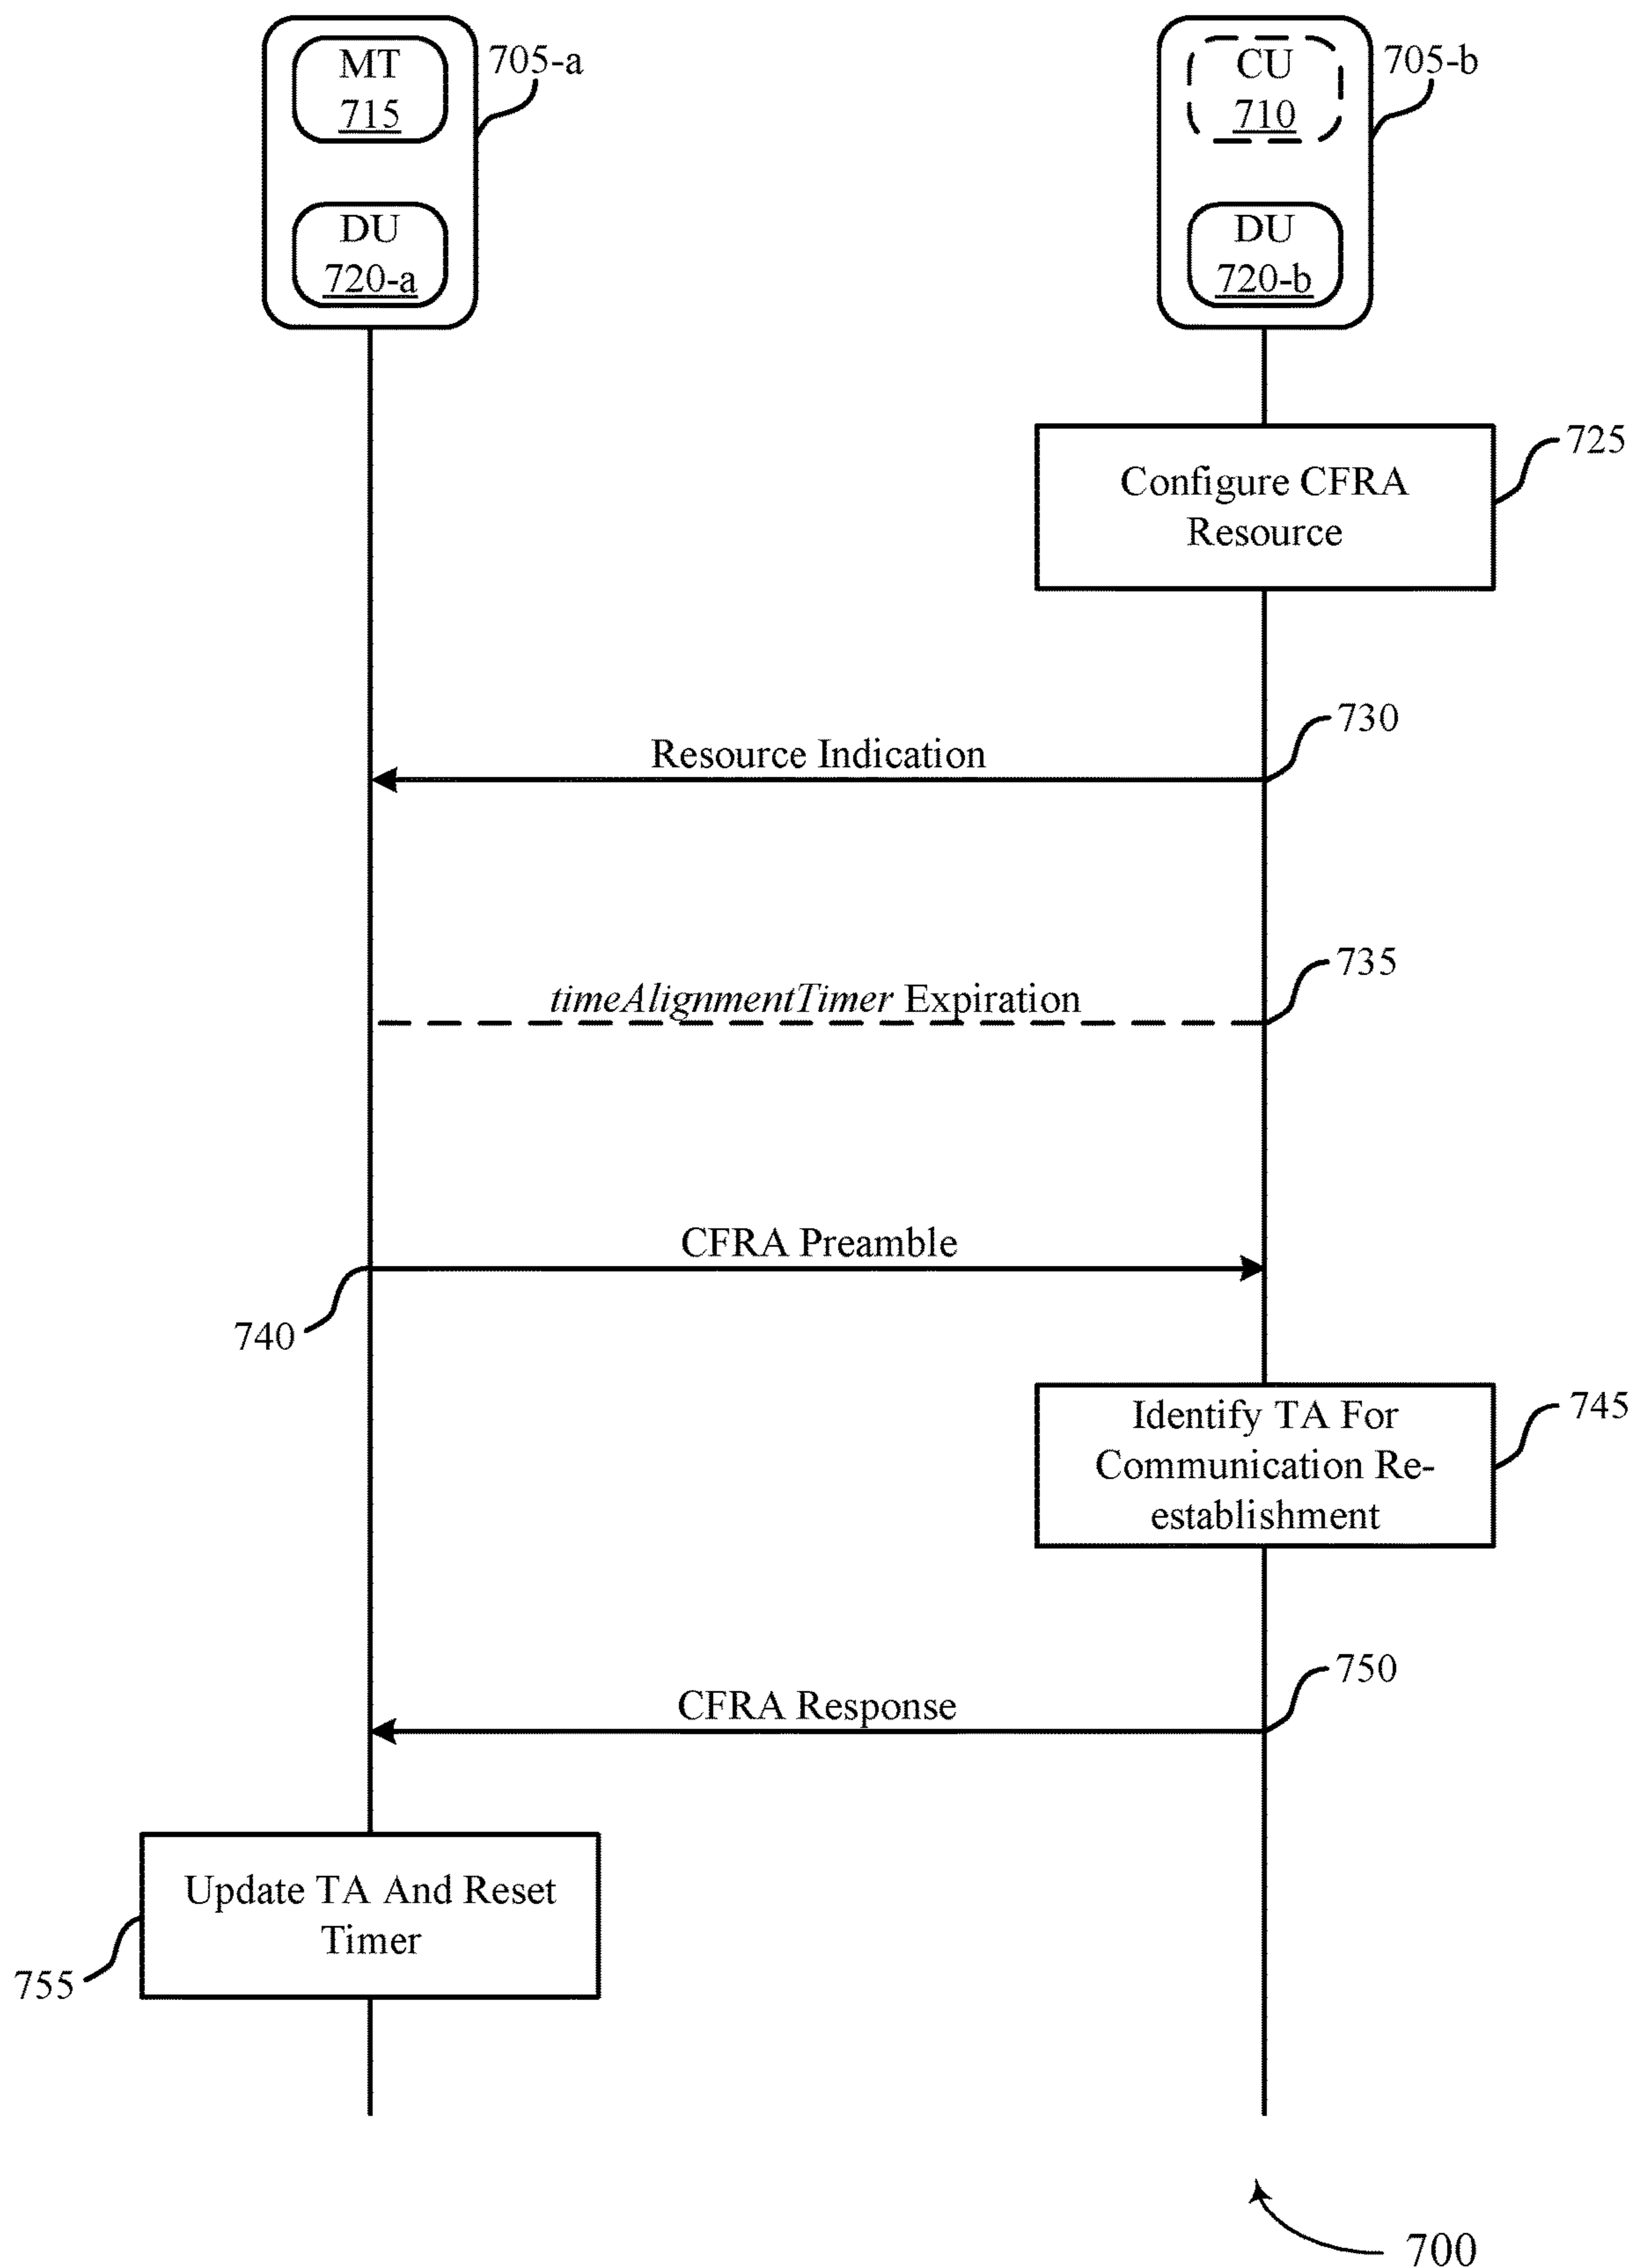 MT
715
705-a
CU
710
705-b
DU
720-a
DU
720-b
725
Configure CFRA
Resource
730
Resource Indication
735
timeAlignmentTimer Expiration
CFRA Preamble
740
745
Identify TA For
Communication Re-
establishment
750
CFRA Response
Update TA And Reset
Timer
755
700